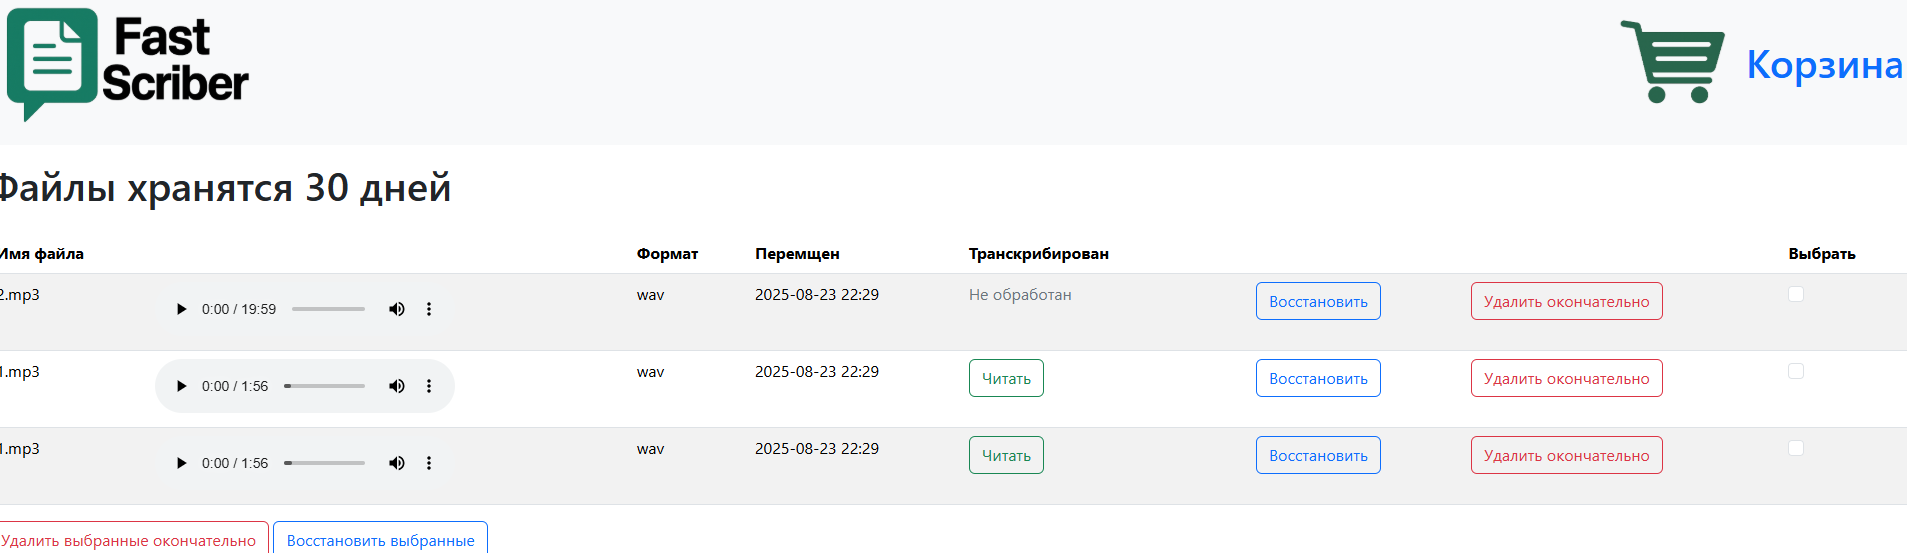 Fast
Scriber
Корзина
Файлы хранятся 30 дней
Имя файла Формат Перемщен Транскрибирован Выбрать
2.mp3 0:00 / 19:59 wav 2025-08-23 22:29 Не обработан Восстановить Удалить окончательно
1.mp3 0:00 / 1:56 wav 2025-08-23 22:29 Читать Восстановить Удалить окончательно
1.mp3 0:00 / 1:56 wav 2025-08-23 22:29 Читать Восстановить Удалить окончательно
Удалить выбранные окончательно Восстановить выбранные